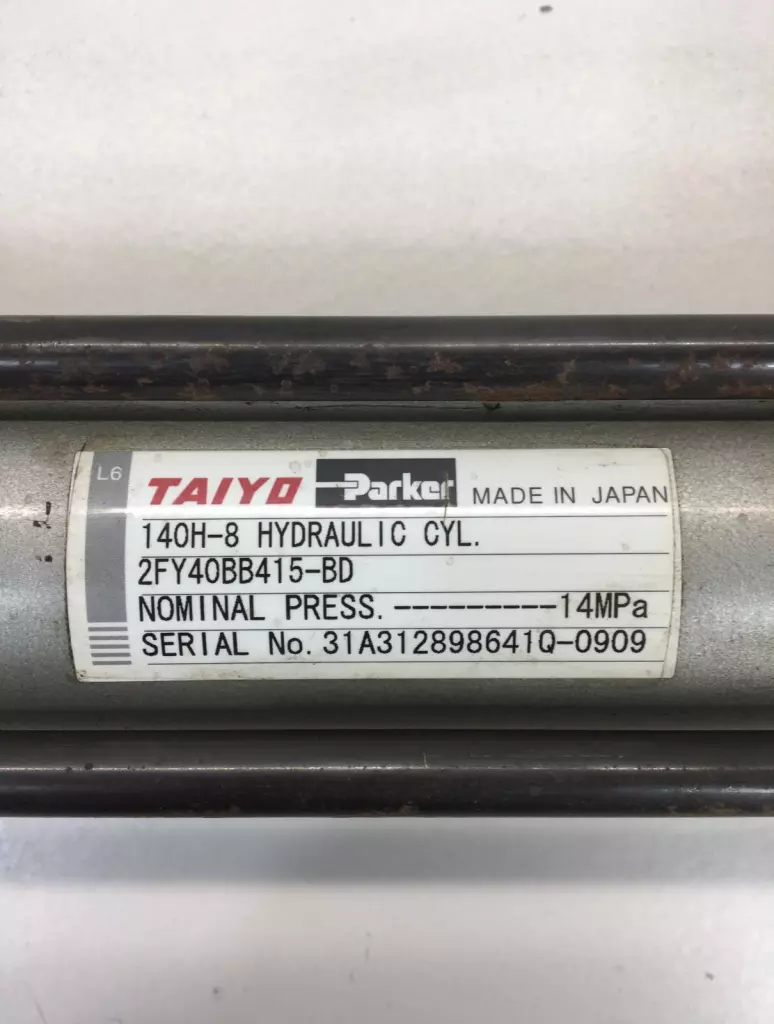 L6
TAIYO Parker MADE IN JAPAN
140H-8 HYDRAULIC CYL.
2FY40BB415-BD
NOMINAL PRESS.----------14MPa
SERIAL No. 31A312898641Q-0909